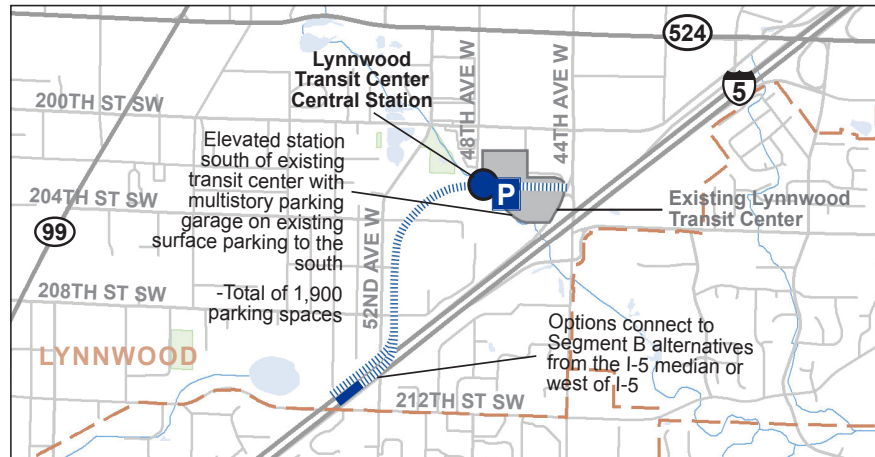 524
Lynnwood
Transit Center
Central Station
48TH AVE W
44TH AVE W
5
200TH ST SW
Elevated station
south of existing
transit center with
multistory parking
garage on existing
surface parking to the
south
-Total of 1,900
parking spaces
P
204TH ST SW
Existing Lynnwood
Transit Center
99
52ND AVE W
208TH ST SW
Options connect to
Segment B alternatives
from the I-5 median or
west of I-5
LYNNWOOD
212TH ST SW